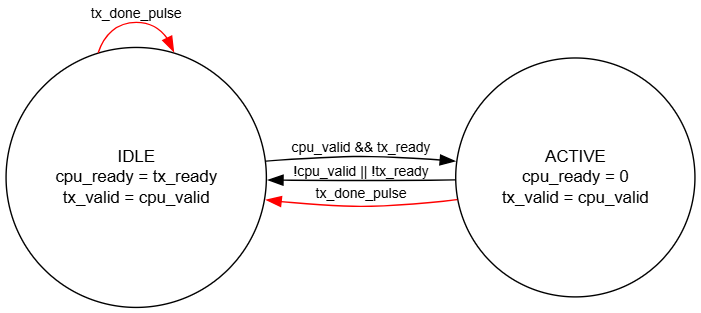 tx_done_pulse
IDLE
cpu_ready = tx_ready
tx_valid = cpu_valid
cpu_valid && tx_ready
!cpu_valid || !tx_ready
tx_done_pulse
ACTIVE
cpu_ready = 0
tx_valid = cpu_valid